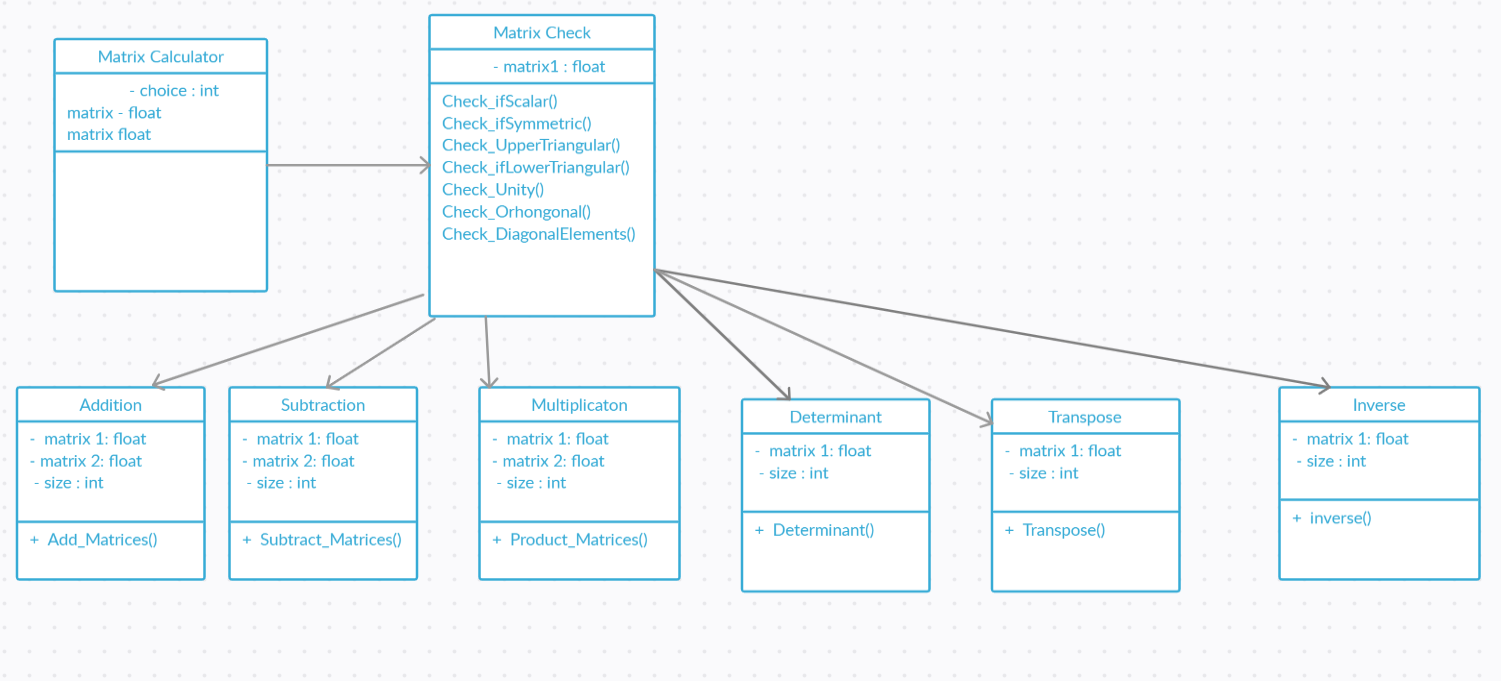 Matrix Calculator
- choice : int
matrix - float
matrix float
Matrix Check
- matrix1 : float
Check_ifScalar()
Check_ifSymmetric()
Check_UpperTriangular()
Check_ifLowerTriangular()
Check_Unity()
Check_Orhongonal()
Check_DiagonalElements()
Addition
- matrix 1: float
- matrix 2: float
- size : int
+ Add_Matrices()
Subtraction
- matrix 1: float
- matrix 2: float
- size : int
+ Subtract_Matrices()
Multiplicaton
- matrix 1: float
- matrix 2: float
- size : int
+ Product_Matrices()
Determinant
- matrix 1: float
- size : int
+ Determinant()
Transpose
- matrix 1: float
- size : int
+ Transpose()
Inverse
- matrix 1: float
- size : int
+ inverse()